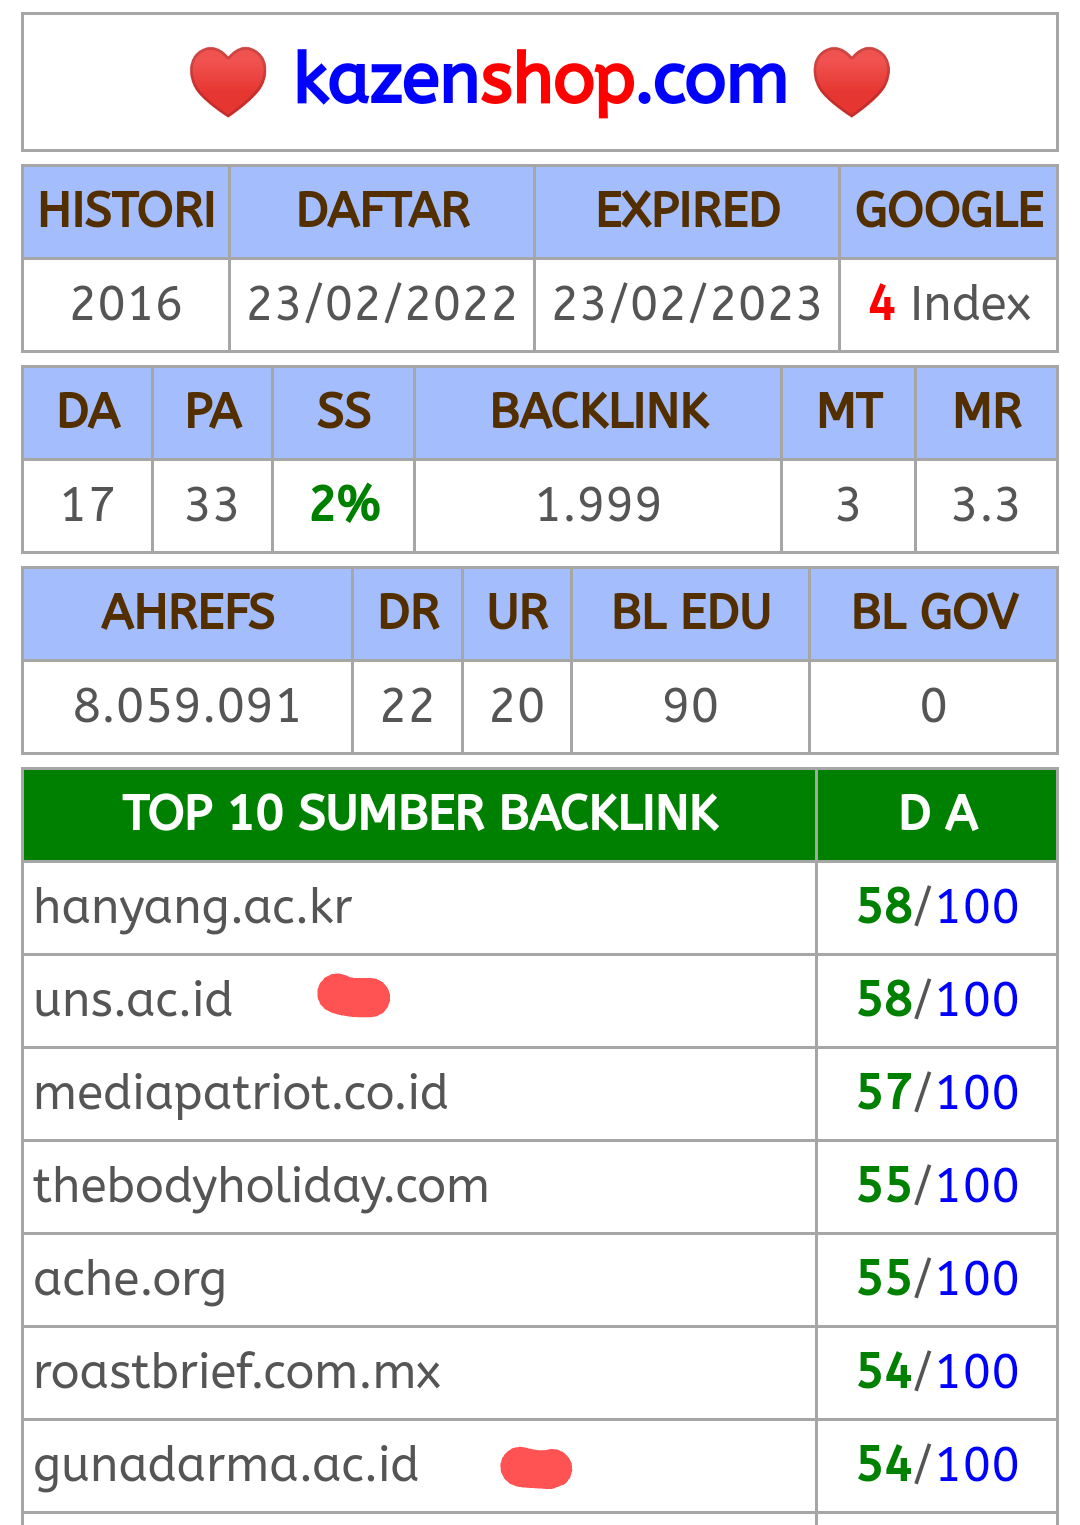 kazenshop.com
HISTORI DAFTAR EXPIRED GOOGLE
2016 23/02/2022 23/02/2023 4 Index
DA PA SS BACKLINK MT MR
17 33 2% 1.999 3 3.3
AHREFS DR UR BL EDU BL GOV
8.059.091 22 20 90 0
TOP 10 SUMBER BACKLINK D A
hanyang.ac.kr 58/100
uns.ac.id 58/100
mediapatriot.co.id 57/100
thebodyholiday.com 55/100
ache.org 55/100
roastbrief.com.mx 54/100
gunadarma.ac.id 54/100